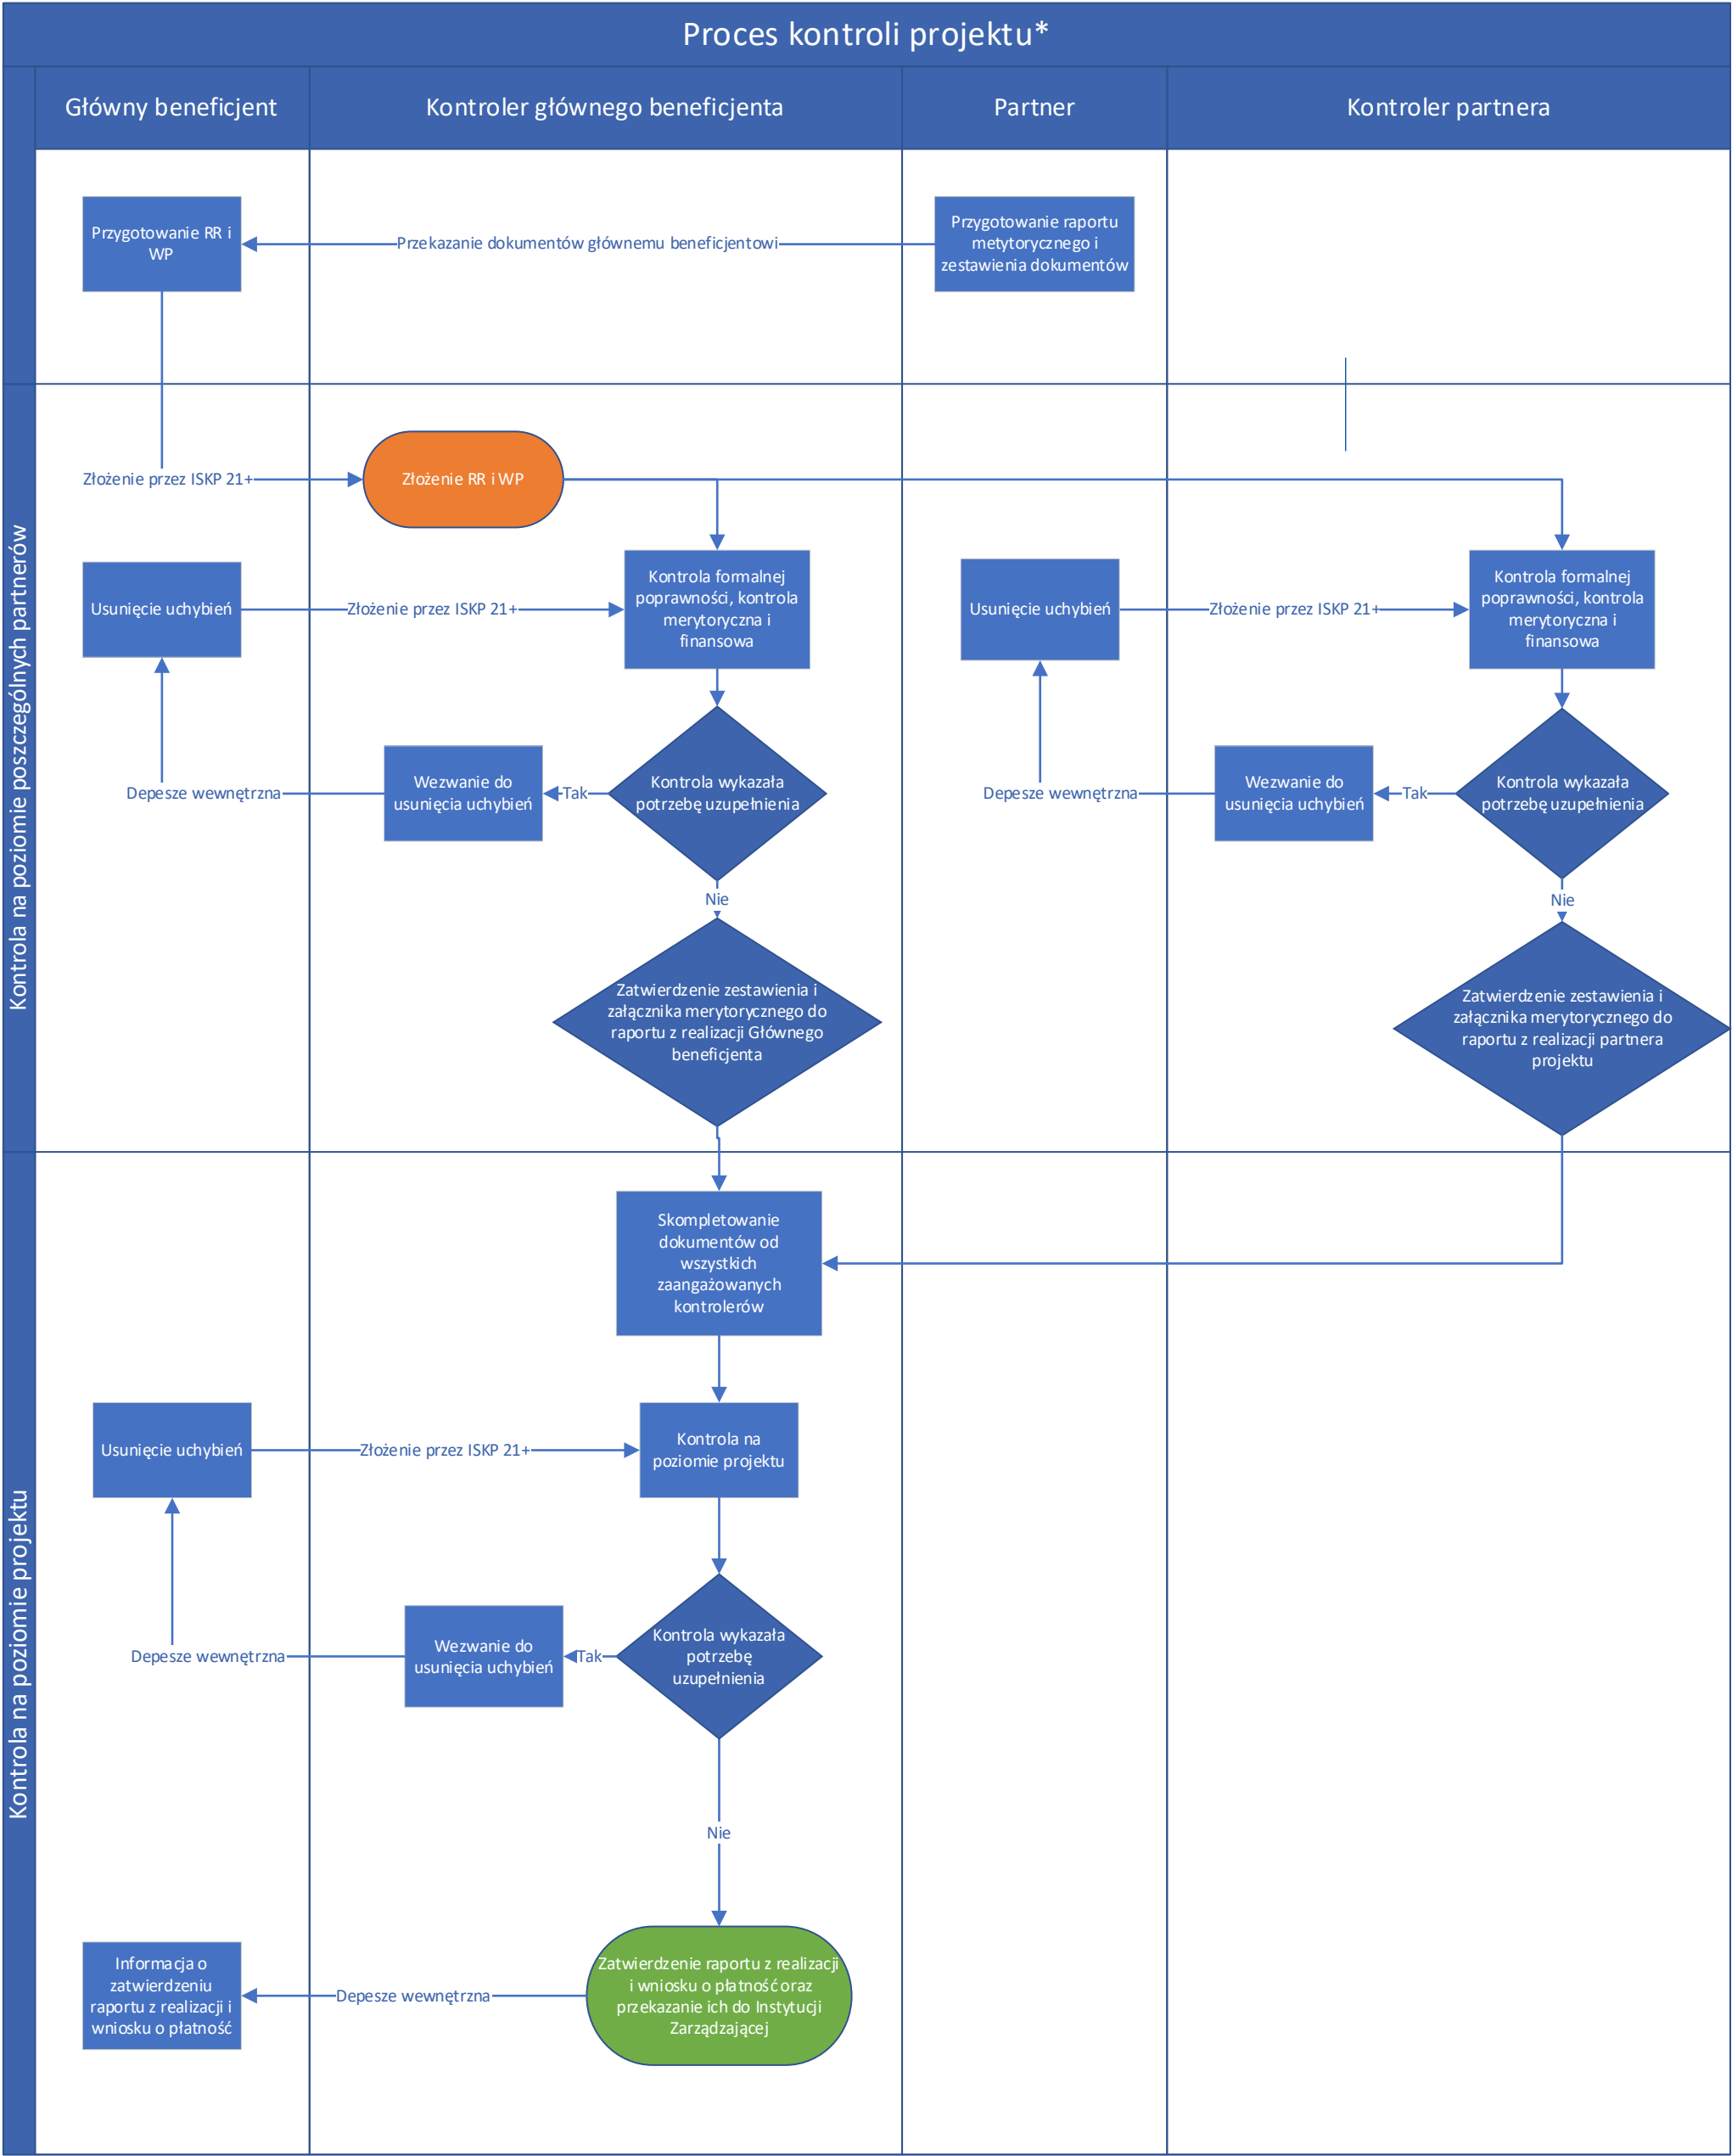 Proces kontroli projektu*
Główny beneficjent
Kontroler głównego beneficjenta
Partner
Kontroler partnera
Przygotowanie RR i
WP
Przekazanie dokumentów głównemu beneficjentowi
Przygotowanie raportu
metytorycznego i
zestawienia dokumentów
Kontrola na poziomie poszczególnych partnerów
Złożenie przez ISKP 21+
Złożenie RR i WP
Usunięcie uchybień
Złożenie przez ISKP 21+
Kontrola formalnej
poprawności, kontrola
merytoryczna i
finansowa
Usunięcie uchybień
Złożenie przez ISKP 21+
Kontrola formalnej
poprawności, kontrola
merytoryczna i
finansowa
Depesze wewnętrzna
Wezwanie do
usunięcia uchybień
Tak
Kontrola wykazała
potrzebę uzupełnienia
Depesze wewnętrzna
Wezwanie do
usunięcia uchybień
Tak
Kontrola wykazała
potrzebę uzupełnienia
Nie
Nie
Zatwierdzenie zestawienia i
załącznika merytorycznego do
raportu z realizacji Głównego
beneficjenta
Zatwierdzenie zestawienia i
załącznika merytorycznego do
raportu z realizacji partnera
projektu
Kontrola na poziomie projektu
Skompletowanie
dokumentów od
wszystkich
zaangażowanych
kontrolerów
Usunięcie uchybień
Złożenie przez ISKP 21+
Kontrola na
poziomie projektu
Depesze wewnętrzna
Wezwanie do
usunięcia uchybień
Tak
Kontrola wykazała
potrzebę
uzupełnienia
Nie
Informacja o
zatwierdzeniu
raportu z realizacji i
wniosku o płatność
Depesze wewnętrzna
Zatwierdzenie raportu z realizacji
i wniosku o płatność oraz
przekazanie ich do Instytucji
Zarządzającej